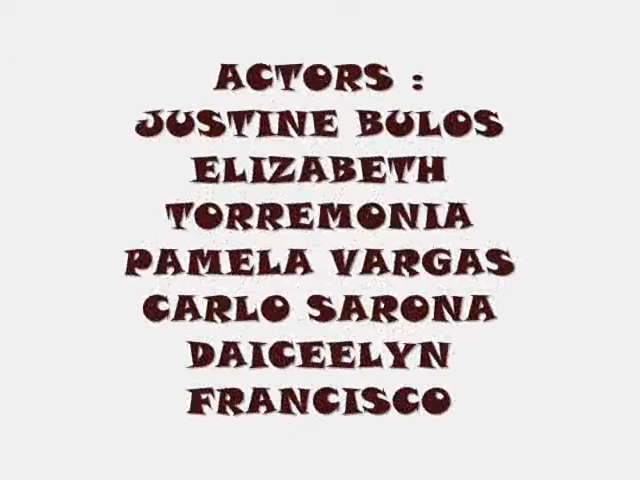 ACTORS :
JUSTINE BULOS
ELIZABETH
TORREMONIA
PAMELA VARGAS
CARLO SARONA
DAICEELYN
FRANCISCO